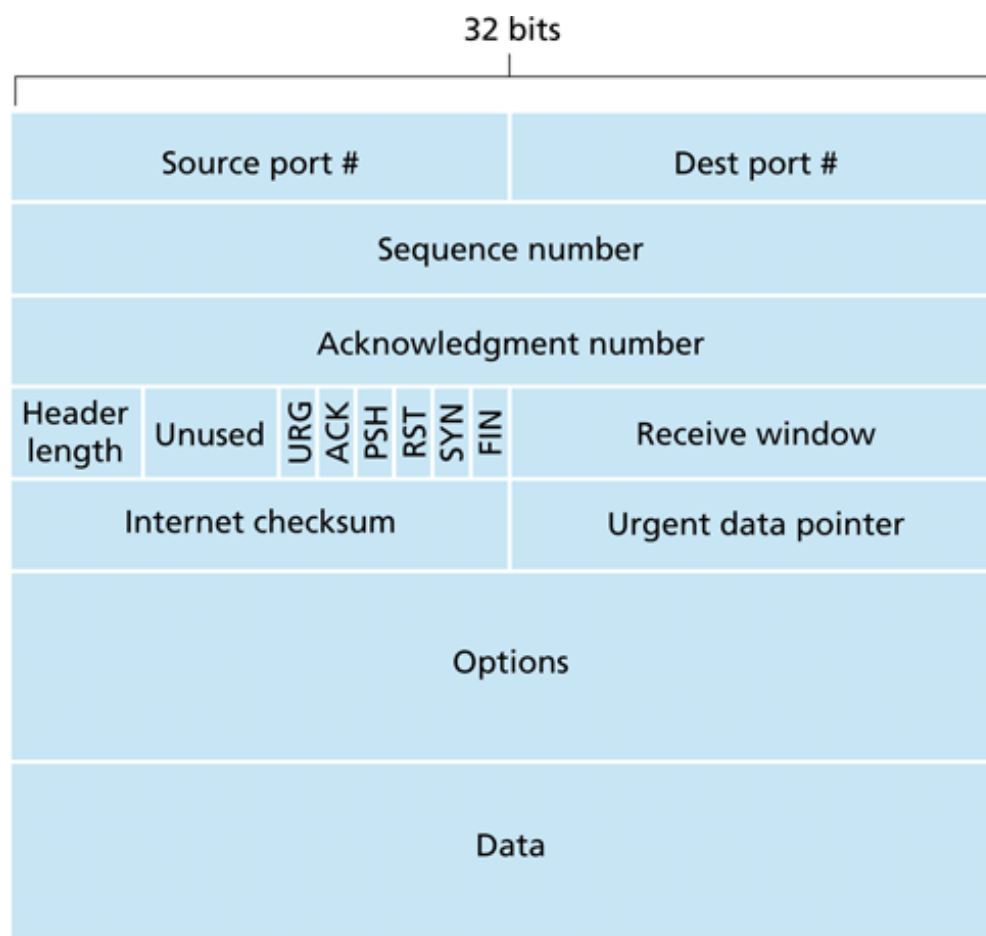 32 bits
Source port #
Dest port #
Sequence number
Acknowledgment number
Header
length
Unused
URG
ACK
PSH
RST
SYN
FIN
Receive window
Internet checksum
Urgent data pointer
Options
Data